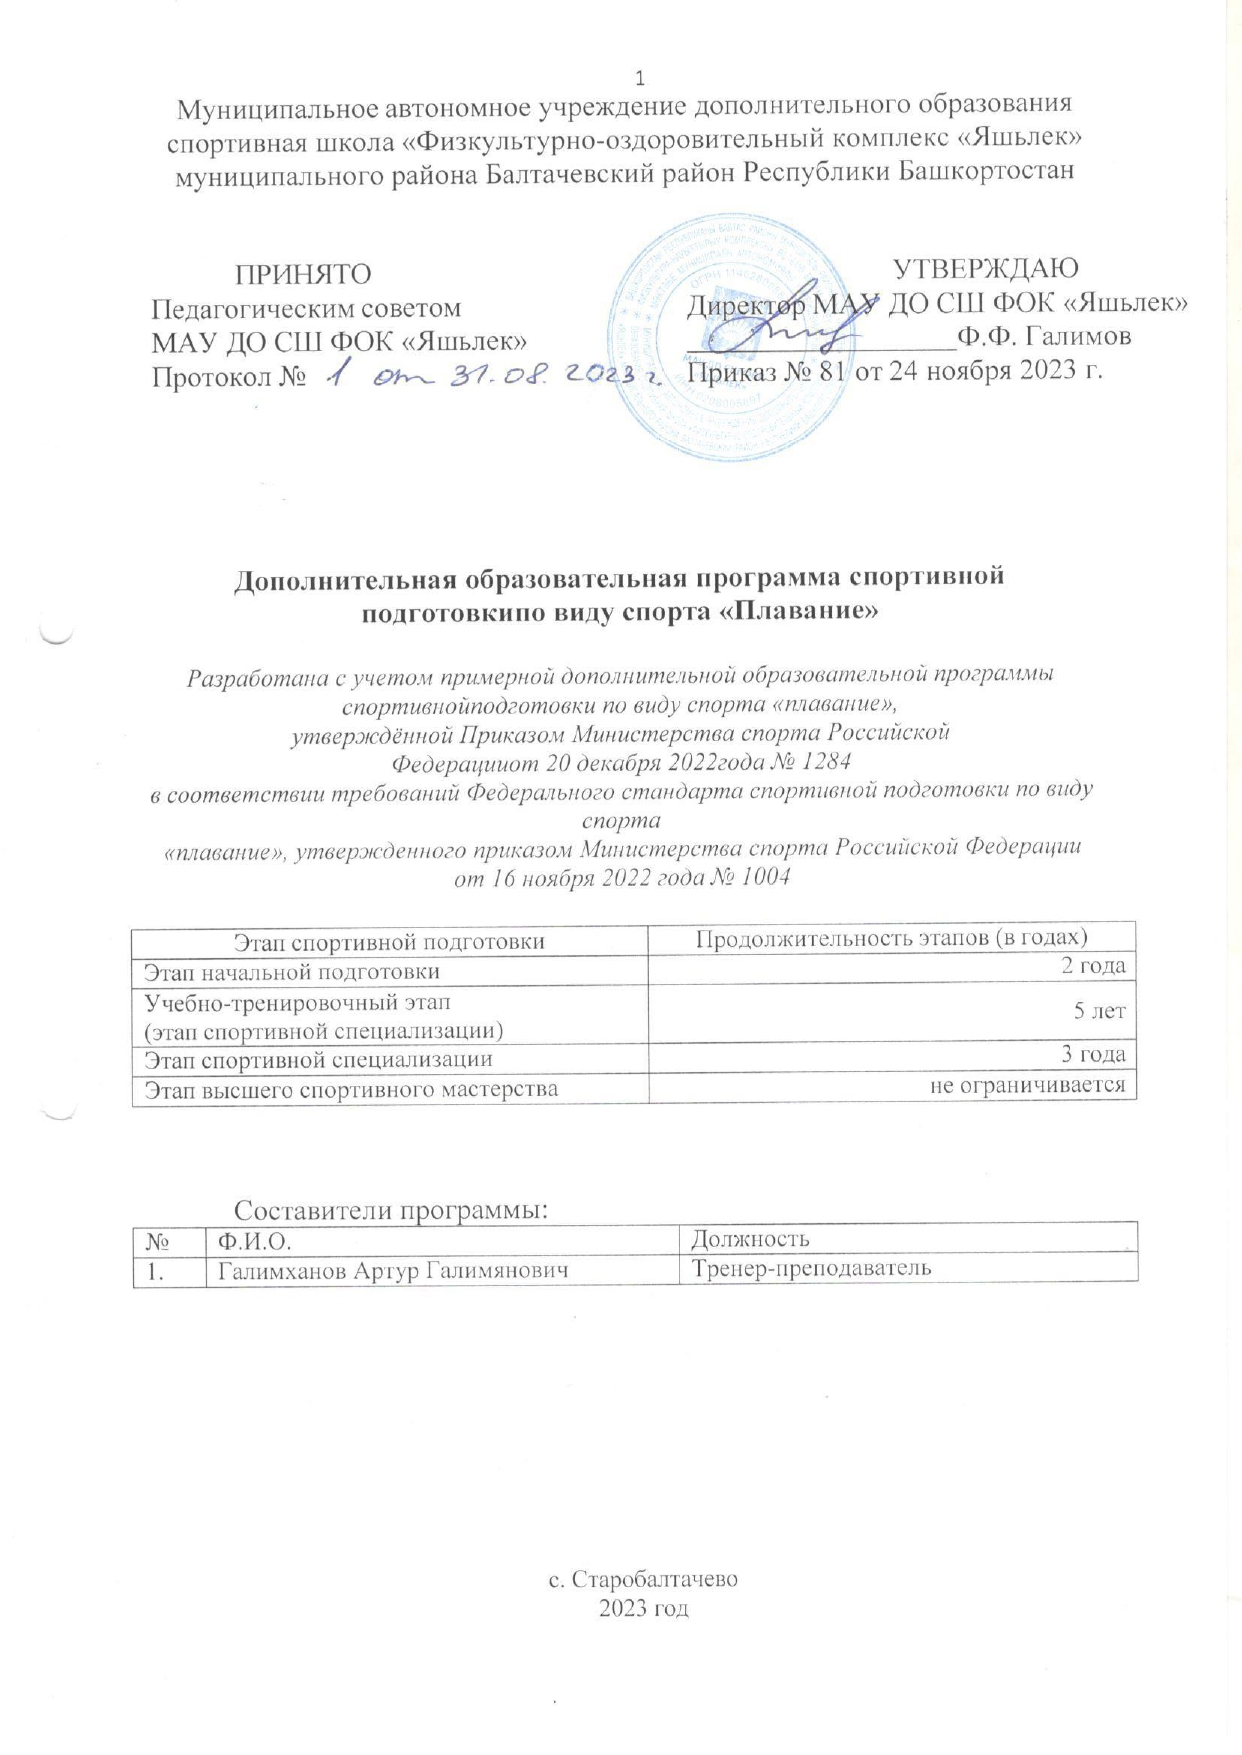 1
Муниципальное автономное учреждение дополнительного образования
спортивная школа «Физкультурно-оздоровительный комплекс «Яшьлек»
муниципального района Балтачевский район Республики Башкортостан
ПРИНЯТО
Педагогическим советом
МАУ ДО СШ ФОК «Яшьлек»
Протокол № 1 от 31.08.2023 г.
УТВЕРЖДАЮ
Директор МАУ ДО СШ ФОК «Яшьлек»
___________________Ф.Ф. Галимов
Приказ № 81 от 24 ноября 2023 г.
Дополнительная образовательная программа спортивной
подготовкипо виду спорта «Плавание»
Разработана с учетом примерной дополнительной образовательной программы
спортивнойподготовки по виду спорта «плавание»,
утверждённой Приказом Министерства спорта Российской
Федерацииот 20 декабря 2022года № 1284
в соответствии требований Федерального стандарта спортивной подготовки по виду
спорта
«плавание», утвержденного приказом Министерства спорта Российской Федерации
от 16 ноября 2022 года № 1004
Этап спортивной подготовки Продолжительность этапов (в годах)
Этап начальной подготовки 2 года
Учебно-тренировочный этап
(этап спортивной специализации) 5 лет
Этап спортивной специализации 3 года
Этап высшего спортивного мастерства не ограничивается
Составители программы:
№ Ф.И.О. Должность
1. Галимханов Артур Галимянович Тренер-преподаватель
с. Старобалтачево
2023 год